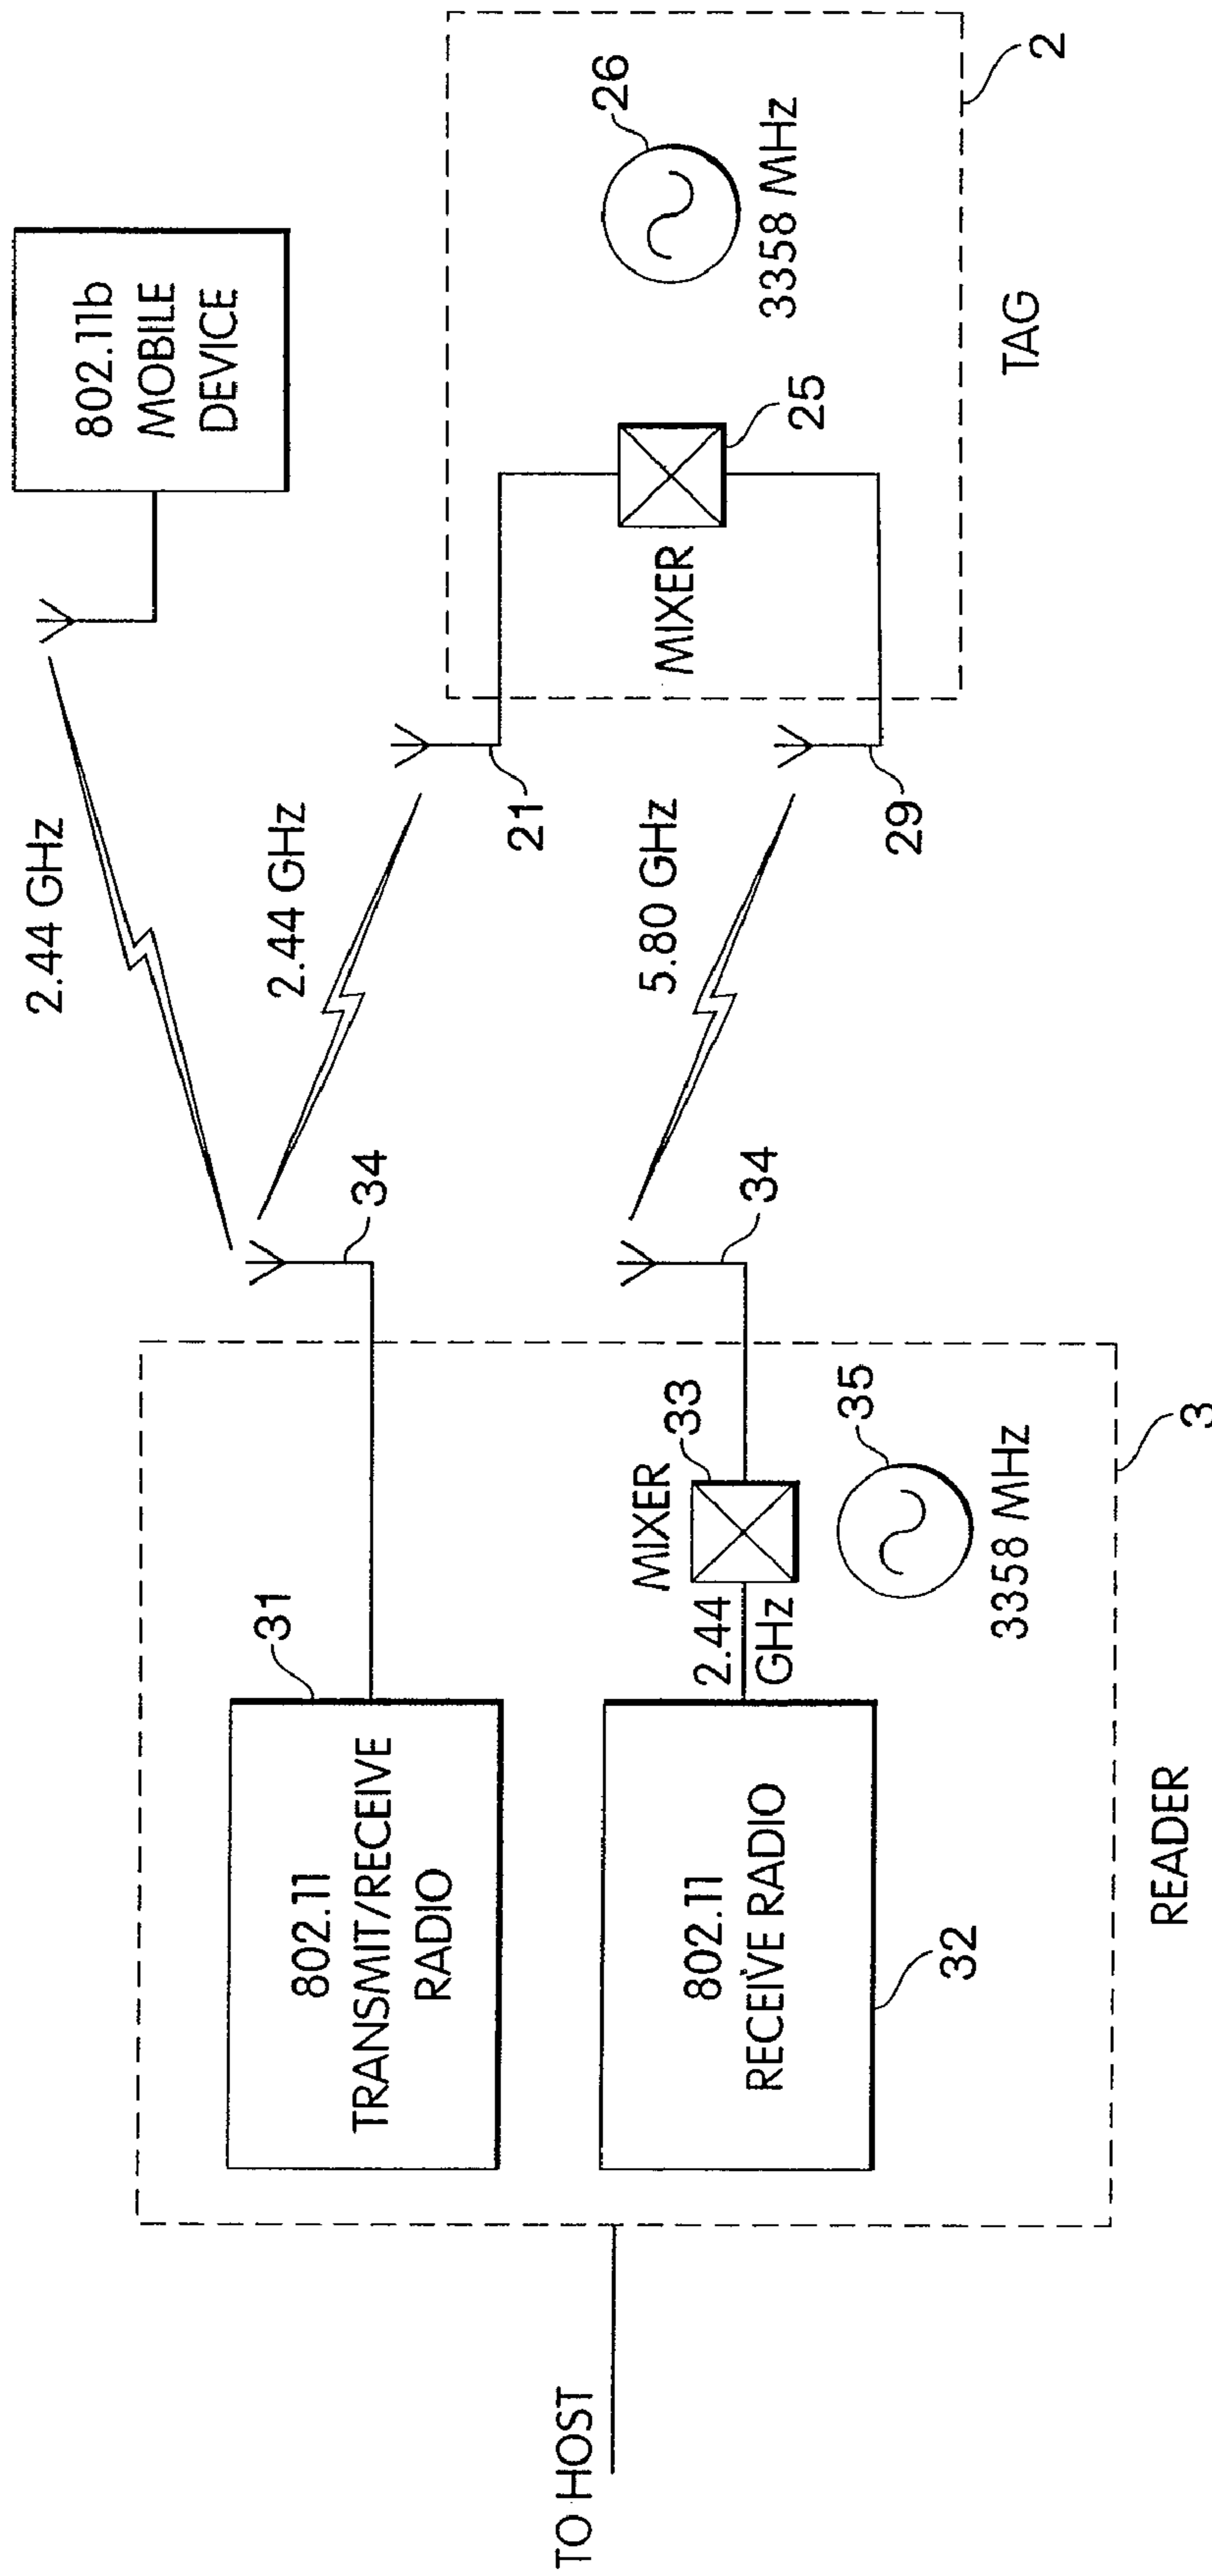 802.11b
MOBILE
DEVICE
2.44 GHz
2.44 GHz
5.80 GHz
34
34
21
29
MIXER
25
26
3358 MHz
2
TAG
31
802.11
TRANSMIT/RECEIVE
RADIO
802.11
RECEIVE RADIO
32
2.44
GHz
MIXER
33
35
3358 MHz
3
READER
TO HOST